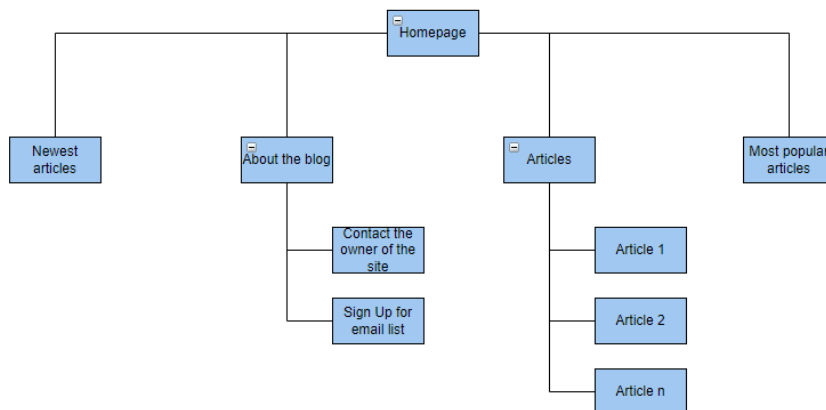 Homepage
Newest
articles
About the blog
Articles
Most popular
articles
Contact the
owner of the
site
Sign Up for
email list
Article 1
Article 2
Article n